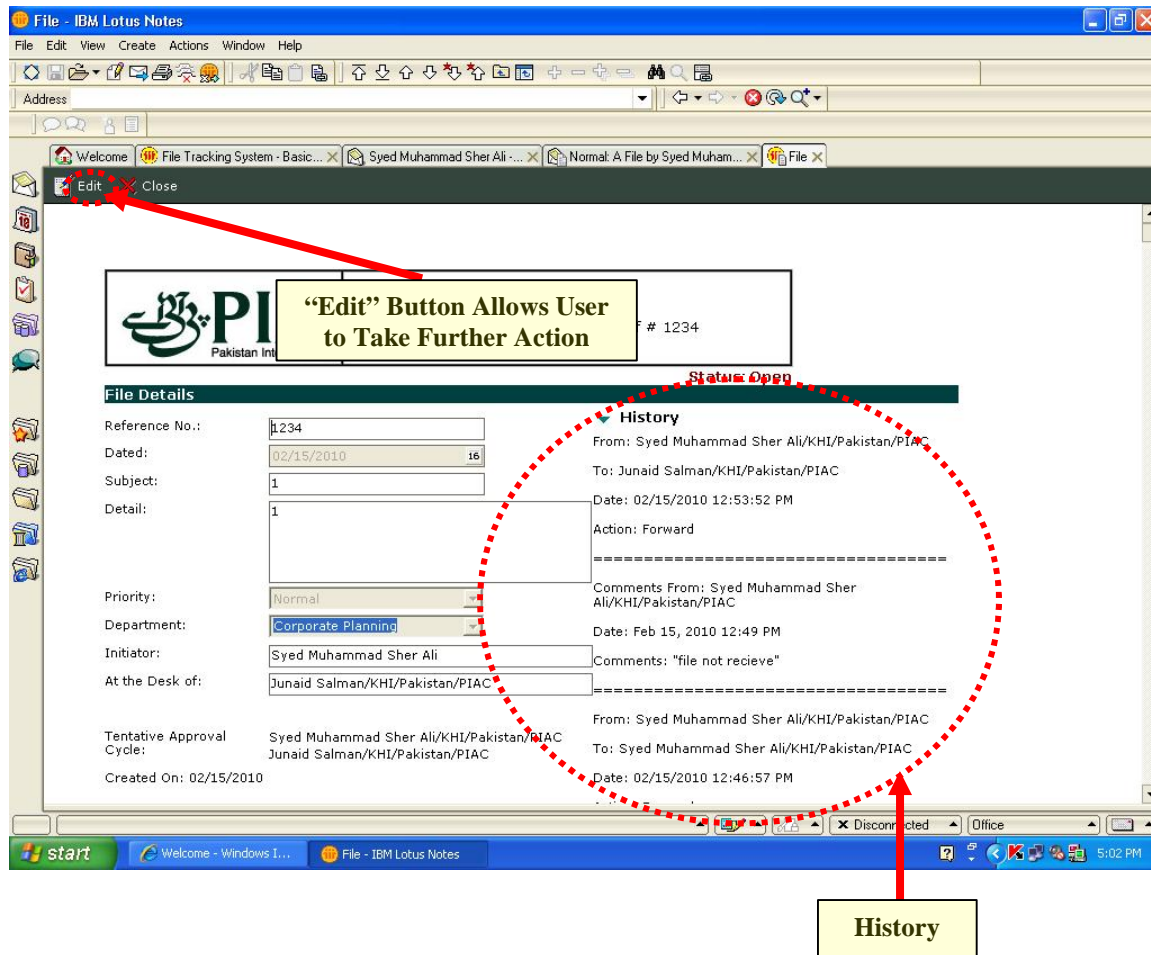 File - IBM Lotus Notes
File Edit View Create Actions Window Help
Address
Welcome File Tracking System - Basic... Syed Muhammad Sher Ali -... Normal: A File by Syed Muham... File
Edit Close
“Edit” Button Allows User
to Take Further Action
PI
# 1234
Pakistan Int
Status: Open
File Details
History
Reference No.: 1234
From: Syed Muhammad Sher Ali/KHI/Pakistan/PIAC
Dated: 02/15/2010 16
To: Junaid Salman/KHI/Pakistan/PIAC
Subject: 1
Date: 02/15/2010 12:53:52 PM
Detail: 1
Action: Forward
=====================================
Comments From: Syed Muhammad Sher
Ali/KHI/Pakistan/PIAC
Priority: Normal
Department: Corporate Planning
Date: Feb 15, 2010 12:49 PM
Initiator: Syed Muhammad Sher Ali
Comments: "file not recieve"
At the Desk of: Junaid Salman/KHI/Pakistan/PIAC
=====================================
From: Syed Muhammad Sher Ali/KHI/Pakistan/PIAC
Tentative Approval Syed Muhammad Sher Ali/KHI/Pakistan/PIAC
Cycle: Junaid Salman/KHI/Pakistan/PIAC
To: Syed Muhammad Sher Ali/KHI/Pakistan/PIAC
Created On: 02/15/2010
Date: 02/15/2010 12:46:57 PM
Disconnected Office
start Welcome - Windows I... File - IBM Lotus Notes 5:02 PM
History